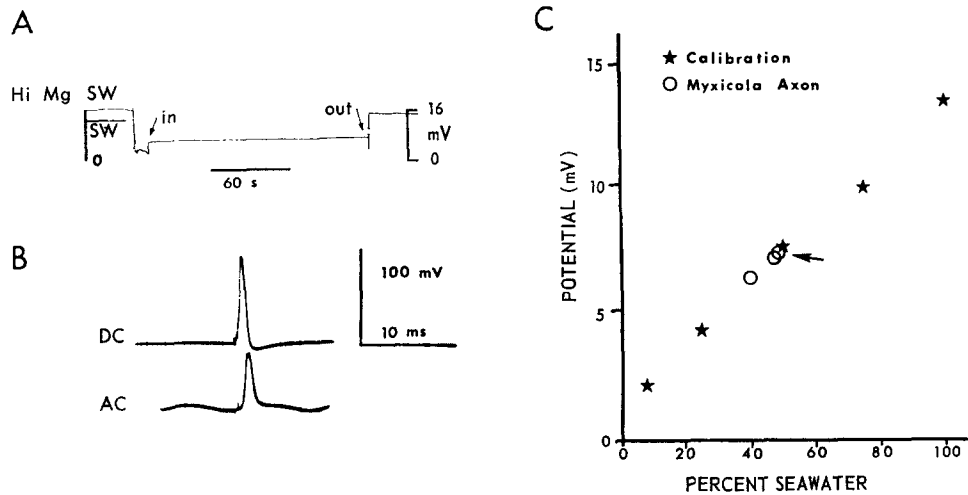 A
Hi Mg SW
SW
0
in
out
16
mV
0
60 s
B
100 mV
10 ms
DC
AC
C
★ Calibration
○ Myxicola Axon
POTENTIAL (mV)
15
10
5
0
0 20 40 60 80 100
PERCENT SEAWATER